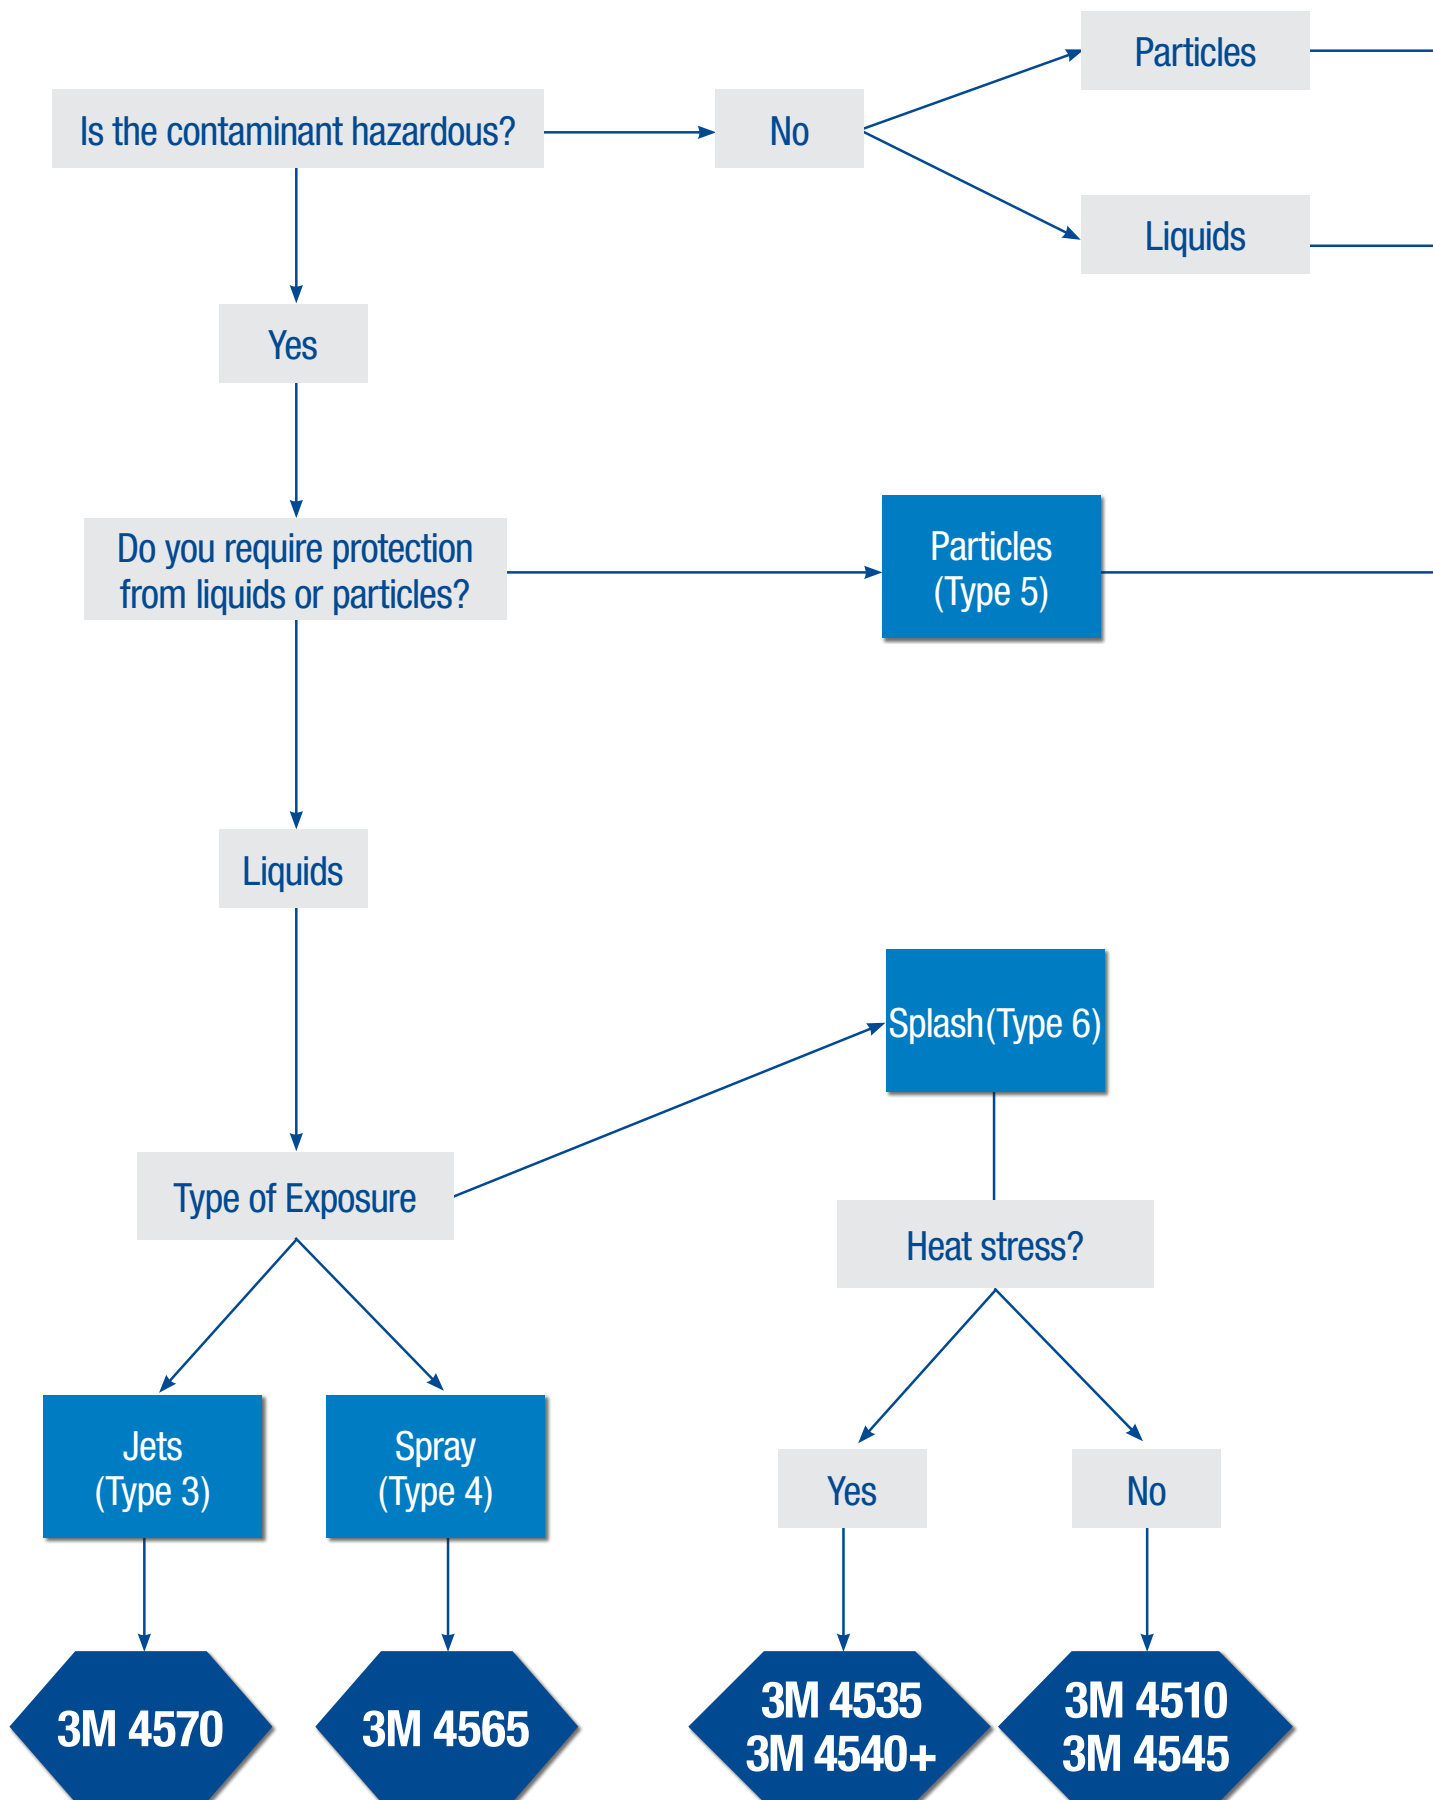 Particles
Is the contaminant hazardous?
No
Liquids
Yes
Do you require protection
from liquids or particles?
Particles
(Type 5)
Liquids
Splash(Type 6)
Type of Exposure
Heat stress?
Jets
(Type 3)
Spray
(Type 4)
Yes
No
3M 4570
3M 4565
3M 4535
3M 4540+
3M 4510
3M 4545